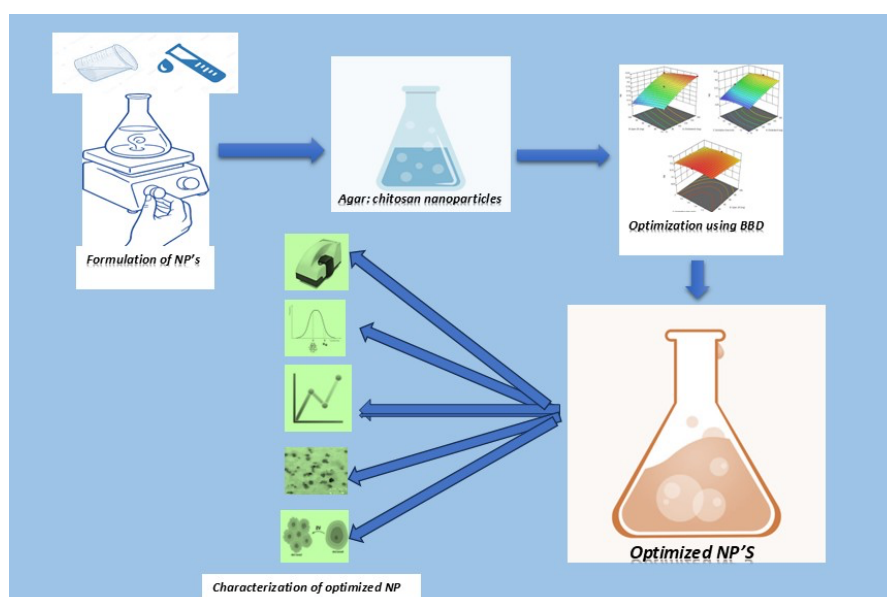 Formulation of NP's
Agar: chitosan nanoparticles
Optimization using BBD
Optimized NP'S
Characterization of optimized NP